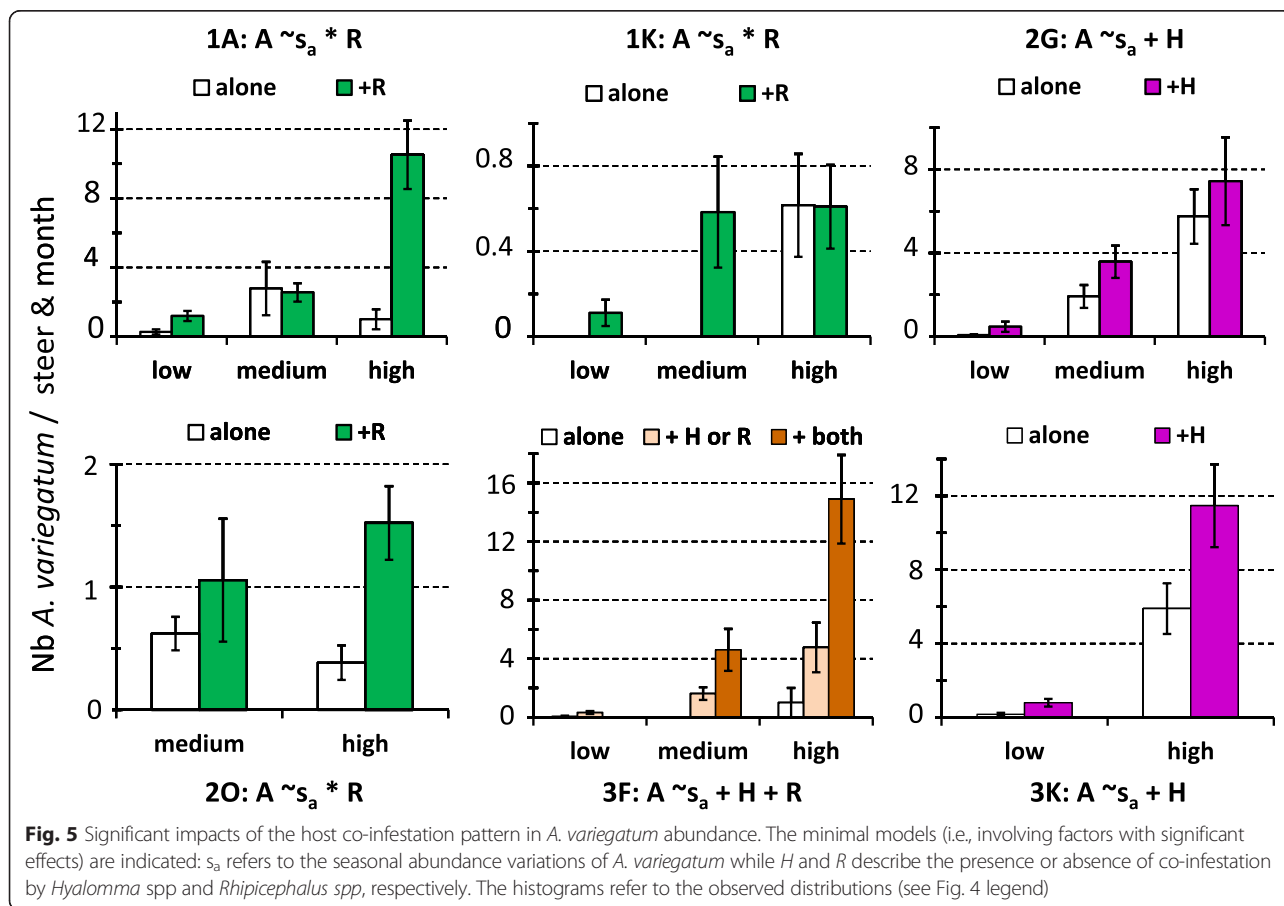 1A: A ~sa * R
alone +R
12
8
4
0
low medium high
1K: A ~sa * R
alone +R
0.8
0.4
0
low medium high
2G: A ~sa + H
alone +H
8
4
0
low medium high
Nb A. variegatum / steer & month
alone +R
2
1
0
medium high
2O: A ~sa * R
alone + H or R + both
16
12
8
4
0
low medium high
3F: A ~sa + H + R
alone +H
12
8
4
0
low high
3K: A ~sa + H
Fig. 5 Significant impacts of the host co-infestation pattern in A. variegatum abundance. The minimal models (i.e., involving factors with significant
effects) are indicated: sa refers to the seasonal abundance variations of A. variegatum while H and R describe the presence or absence of co-infestation
by Hyalomma spp and Rhipicephalus spp, respectively. The histograms refer to the observed distributions (see Fig. 4 legend)